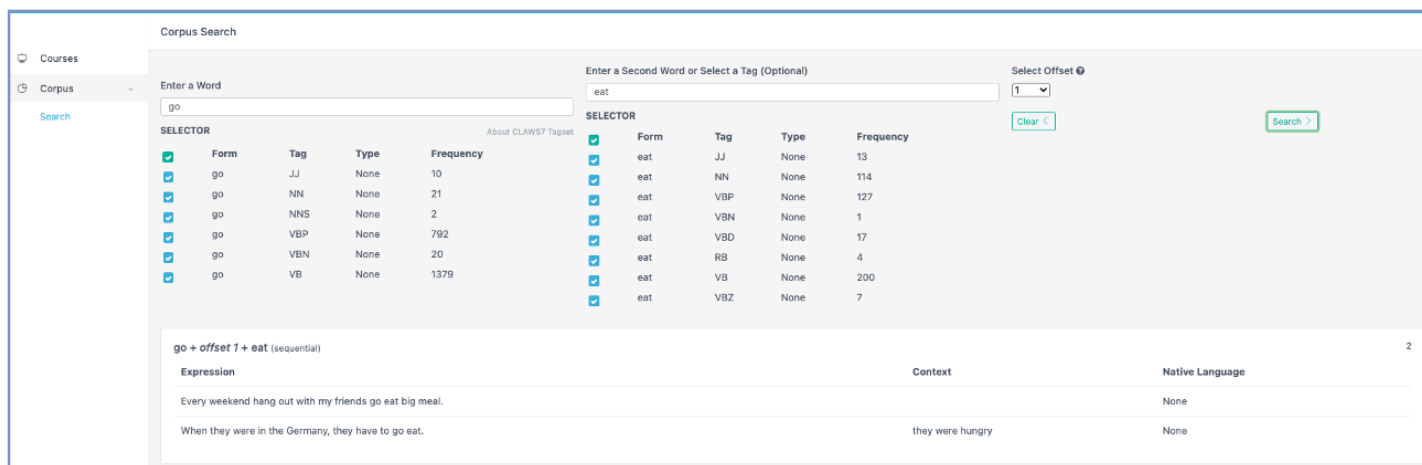 Corpus Search
Courses
Corpus
Search
Enter a Word
go
SELECTOR
About CLAWS7 Tagset
Form Tag Type Frequency
go JJ None 10
go NN None 21
go NNS None 2
go VBP None 792
go VBN None 20
go VB None 1379
Enter a Second Word or Select a Tag (Optional)
eat
SELECTOR
Form Tag Type Frequency
eat JJ None 13
eat NN None 114
eat VBP None 127
eat VBN None 1
eat VBD None 17
eat RB None 4
eat VB None 200
eat VBZ None 7
Select Offset ?
1
Clear <
Search >
go + offset 1 + eat (sequential) 2
Expression Context Native Language
Every weekend hang out with my friends go eat big meal. None
When they were in the Germany, they have to go eat. they were hungry None